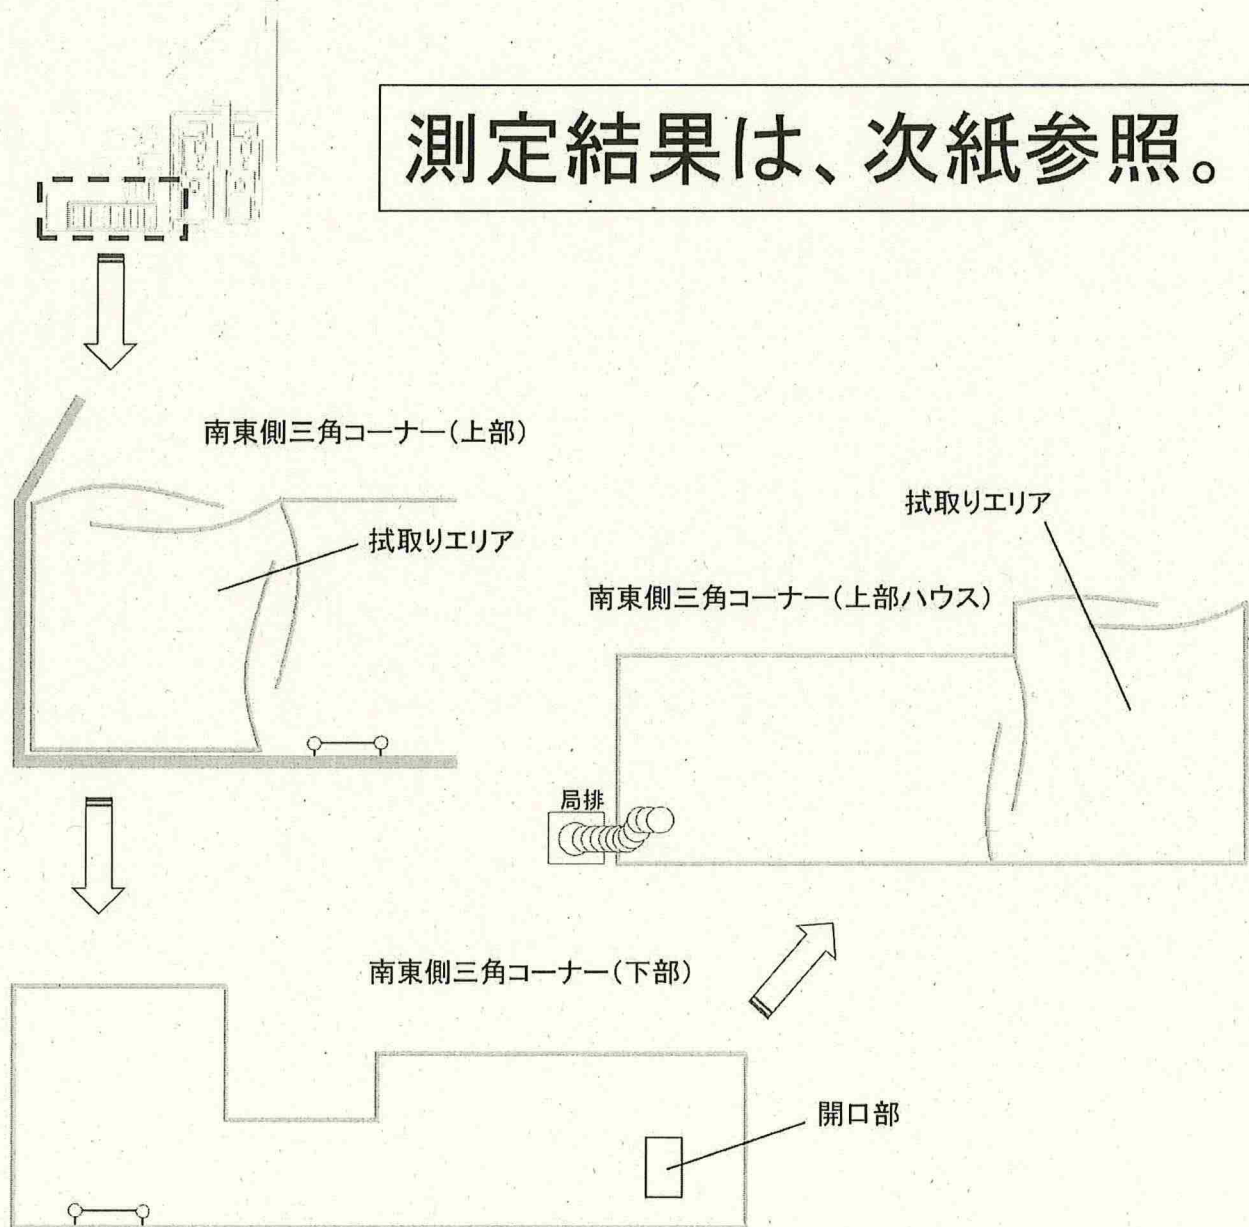 測定結果は、次紙参照。
南東側三角コーナー(上部)
拭取りエリア
拭取りエリア
南東側三角コーナー(上部ハウス)
局排
南東側三角コーナー(下部)
開口部